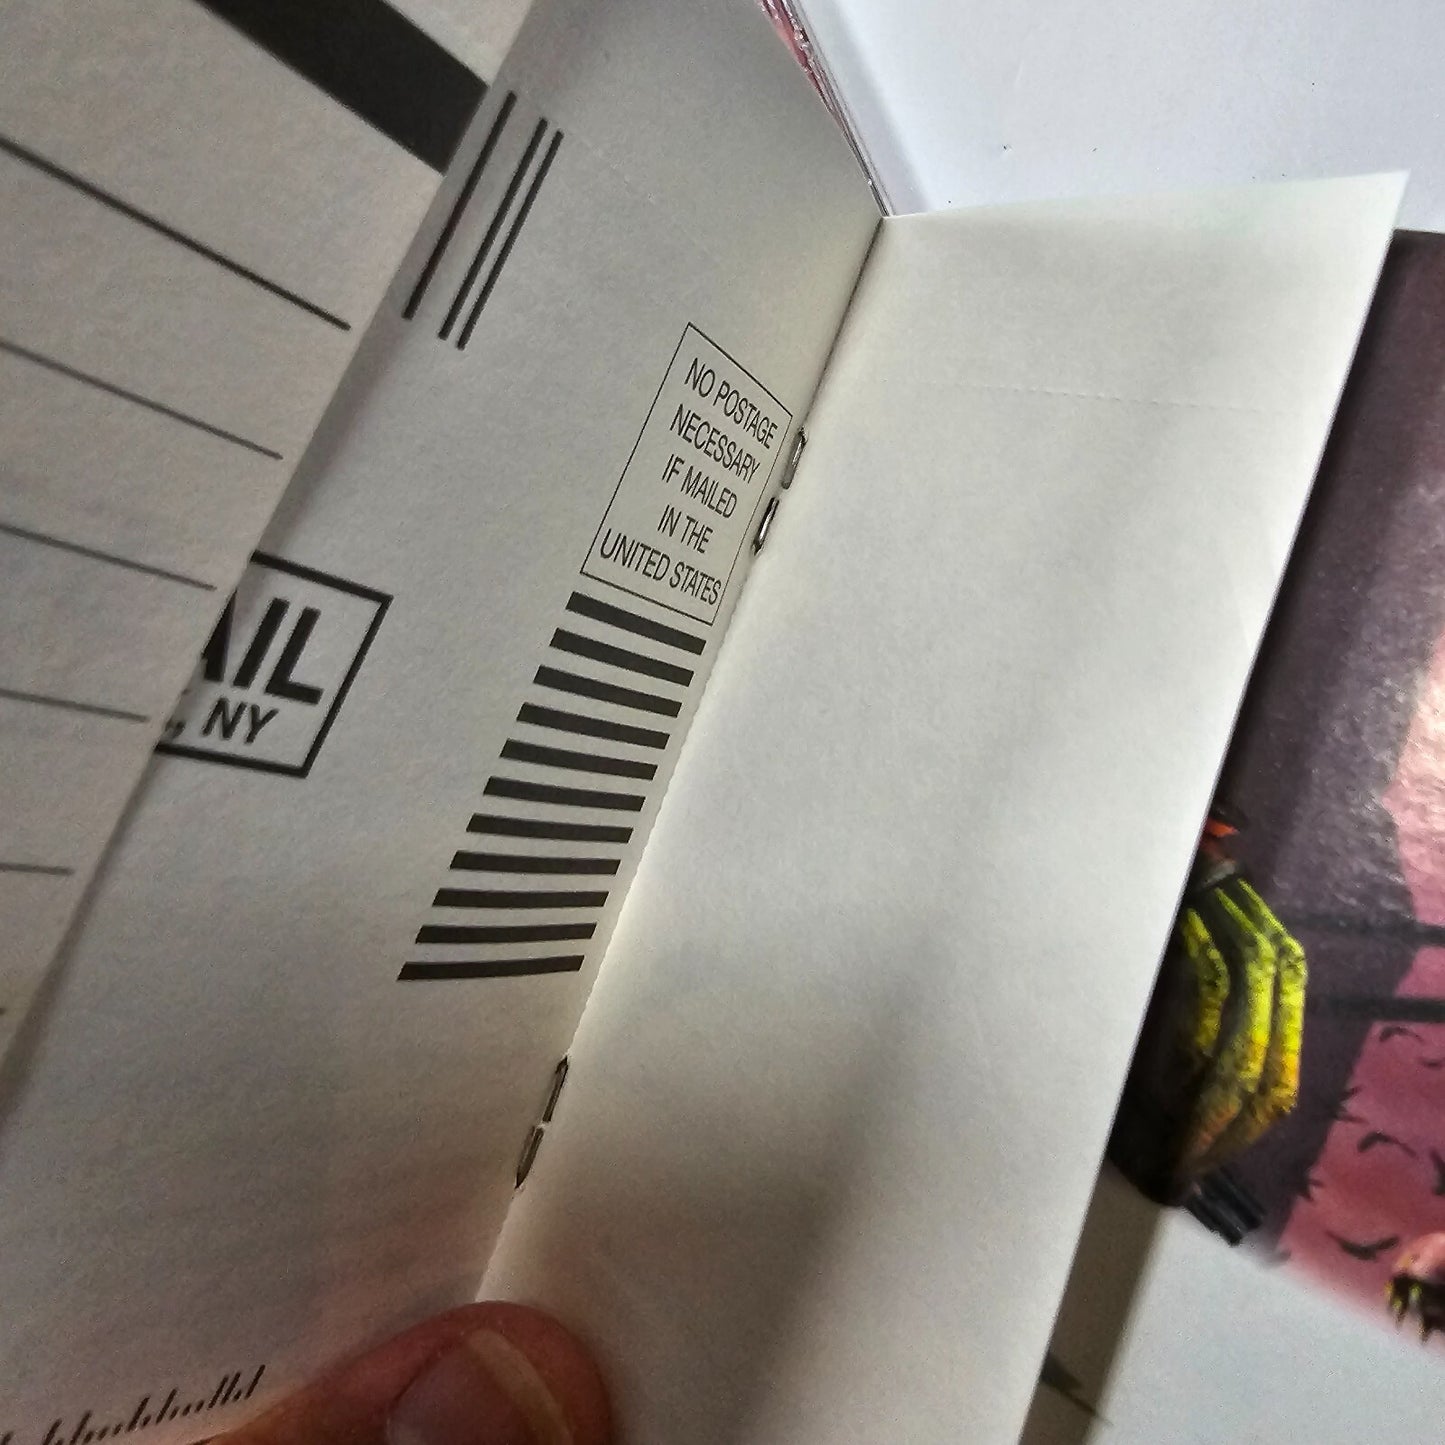 NO POSTAGE
NECESSARY
IF MAILED
IN THE
UNITED STATES
AIL
, NY